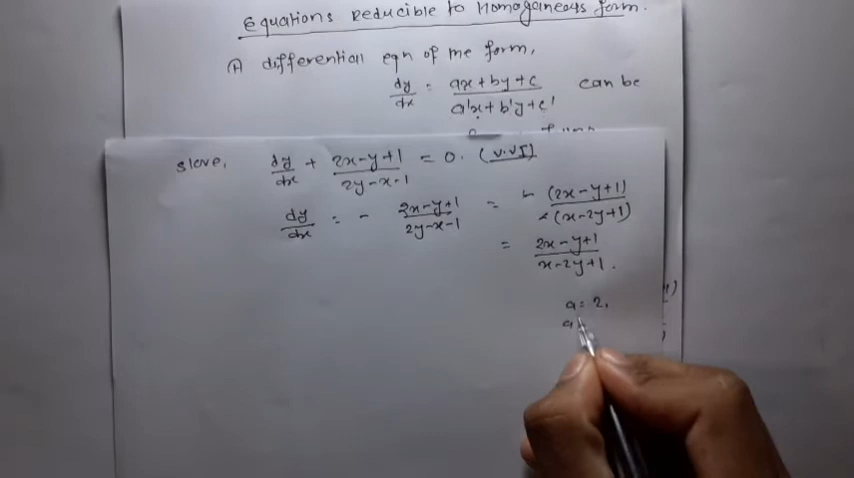 Equations Reducible to Homogeneous form.
A differential eqn of the form,
dy/dx = ax+by+c / a'x+b'y+c' can be
slove, dy/dx + 2x-y+1 / 2y-x-1 = 0. (V.V.I)
dy/dx = - 2x-y+1 / 2y-x-1 = -(2x-y+1) / -(x-2y+1)
= 2x-y+1 / x-2y+1.
a = 2,
a'